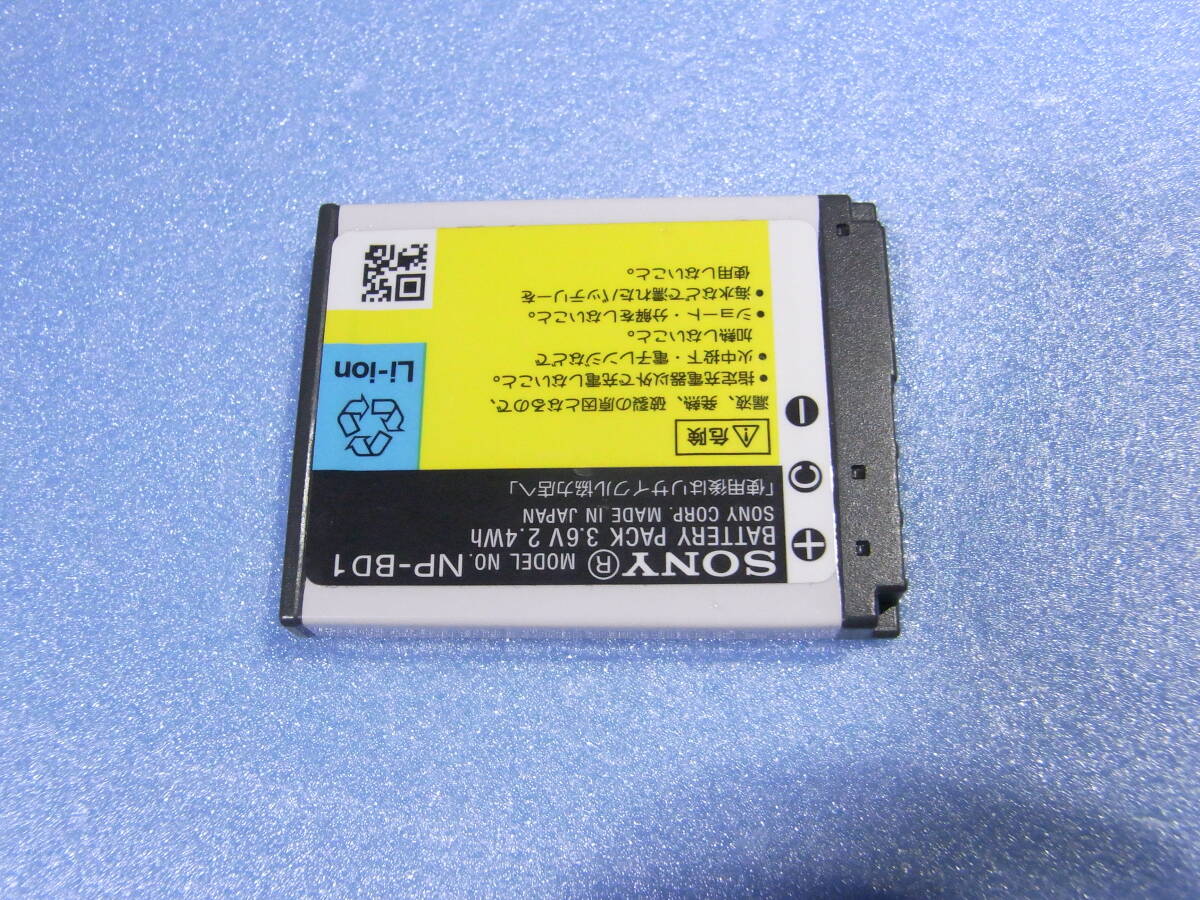 SONY® MODEL NO. NP-BD1
BATTERY PACK 3.6V 2.4Wh
SONY CORP. MADE IN JAPAN
「使用後はリサイクル協力店へ」
危険
漏液、発熱、破裂の原因となるので、
●指定充電器以外で充電しないこと。
●火中投下・電子レンジなどで
加熱しないこと。
●ショート・分解をしないこと。
●海水などで濡れたバッテリーを
使用しないこと。
Li-ion
+
C
-